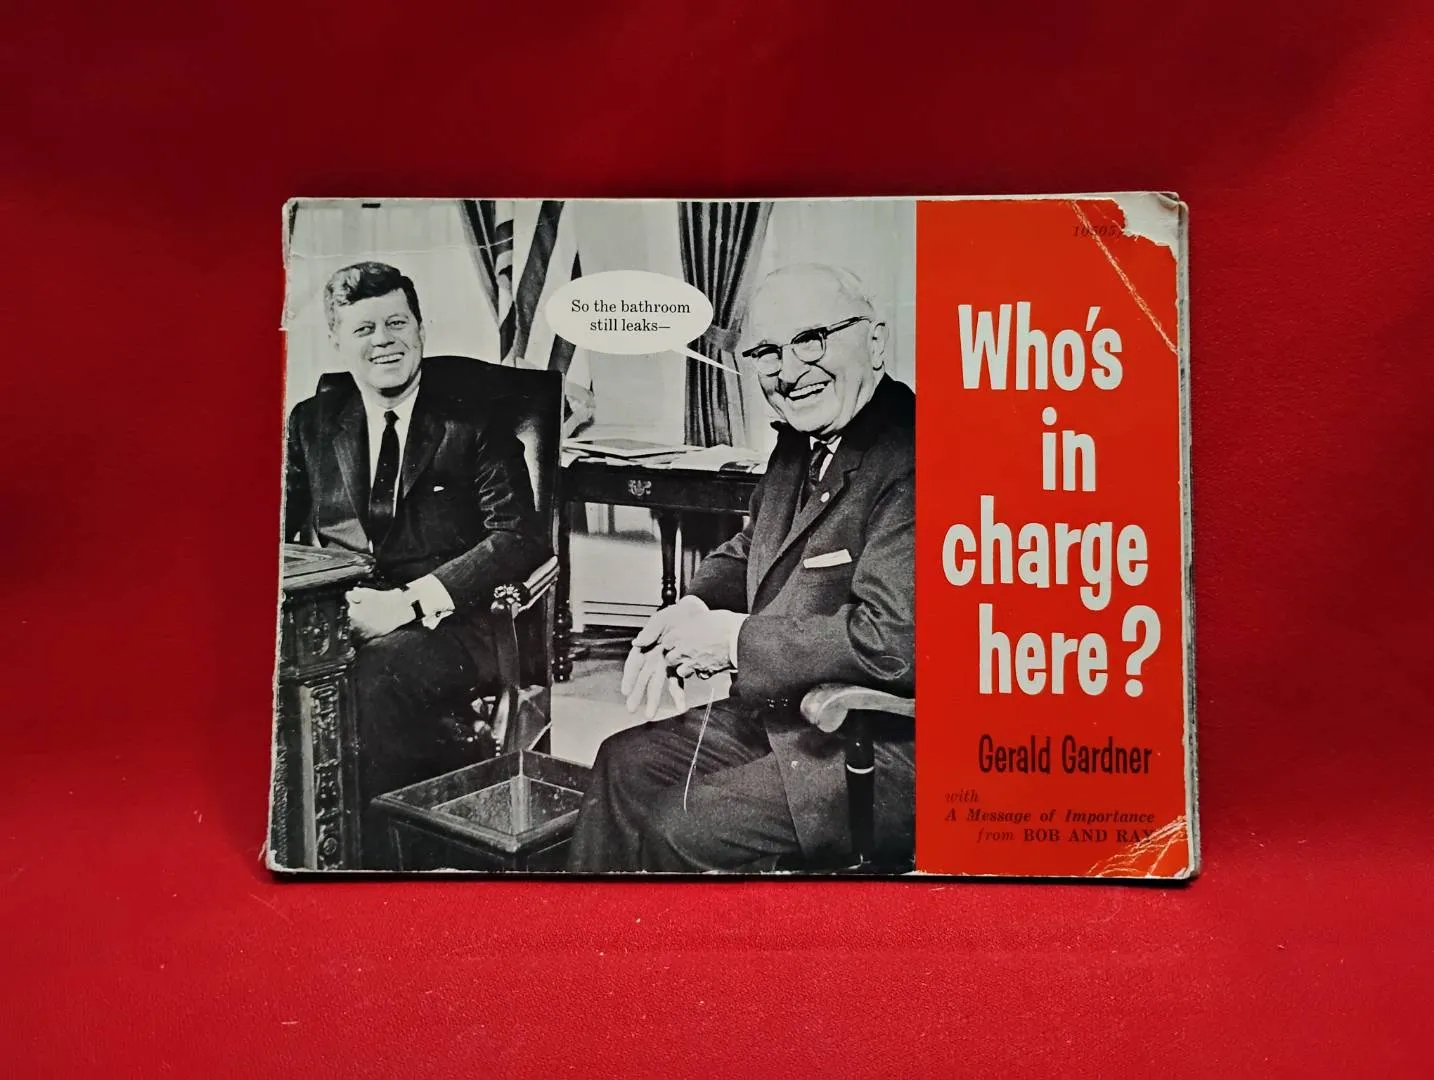 So the bathroom
still leaks—
Who's
in
charge
here?
Gerald Gardner
with
A Message of Importance
from BOB AND RAY